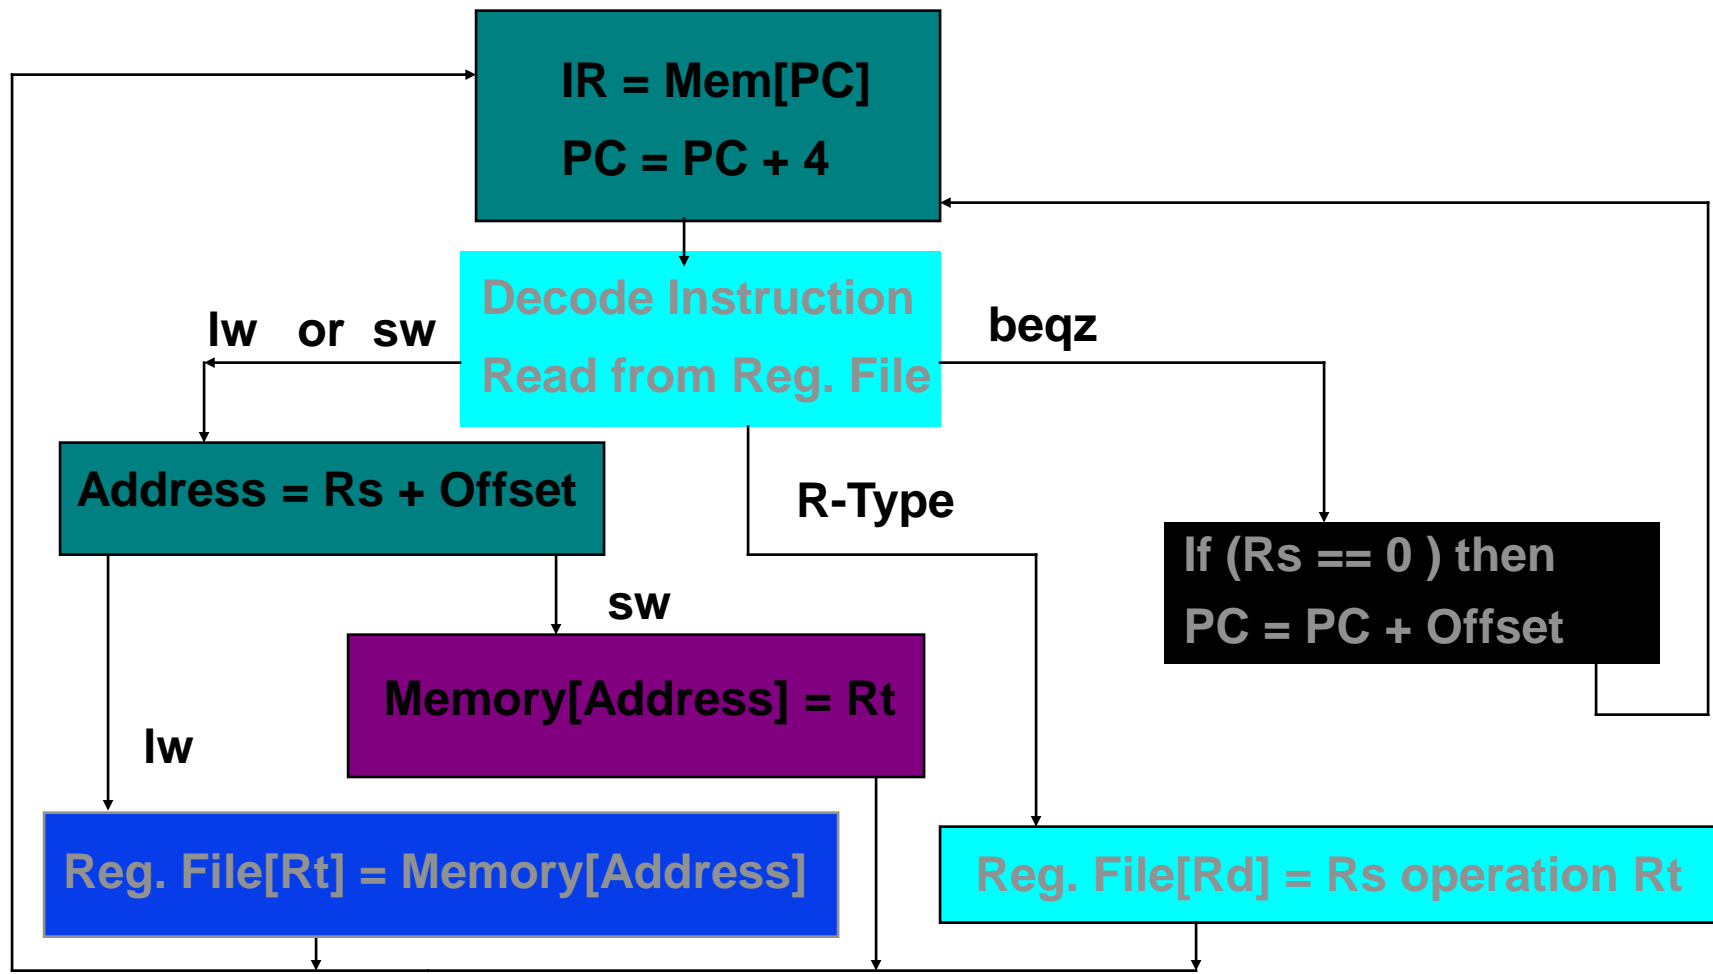 IR = Mem[PC]
PC = PC + 4
Decode Instruction
Read from Reg. File
lw or sw
beqz
Address = Rs + Offset
R-Type
If (Rs == 0 ) then
PC = PC + Offset
sw
Memory[Address] = Rt
lw
Reg. File[Rt] = Memory[Address]
Reg. File[Rd] = Rs operation Rt